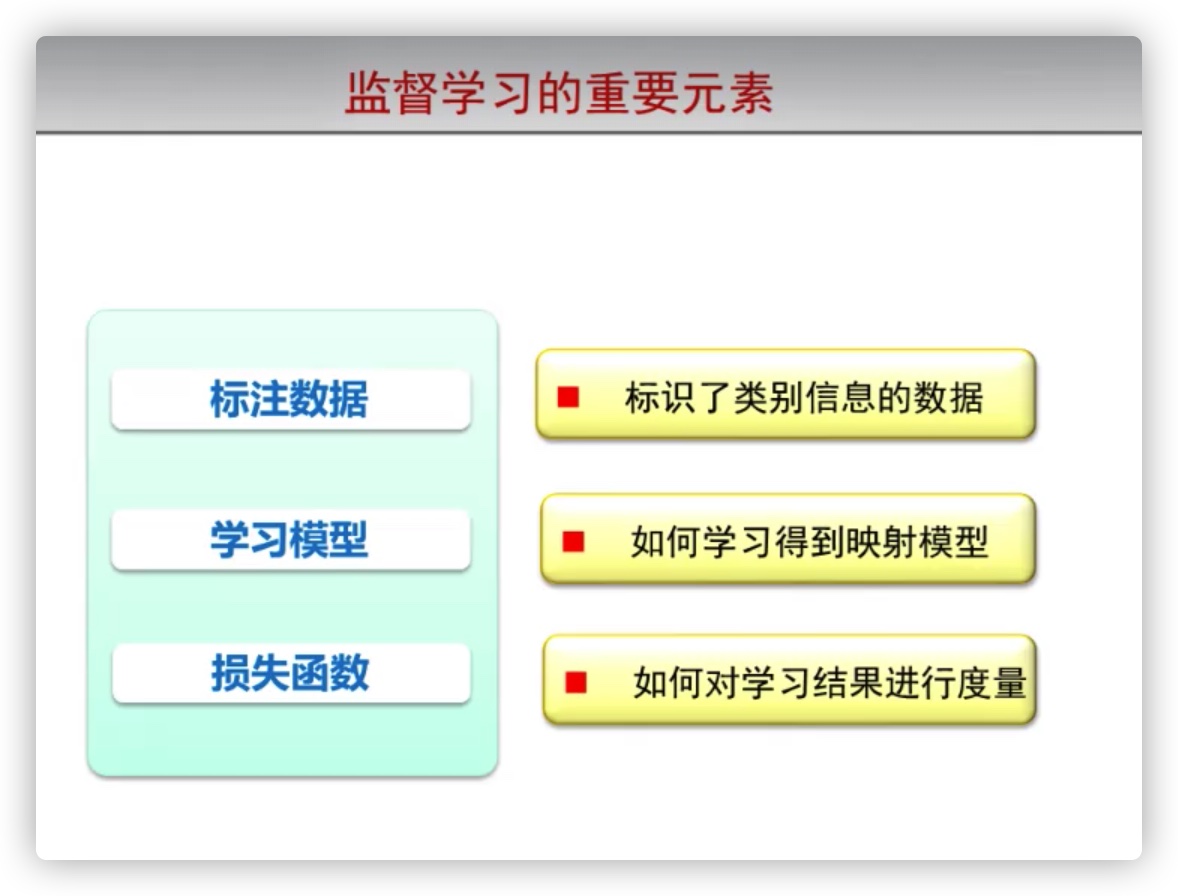 监督学习的重要元素
标注数据
标识了类别信息的数据
学习模型
如何学习得到映射模型
损失函数
如何对学习结果进行度量